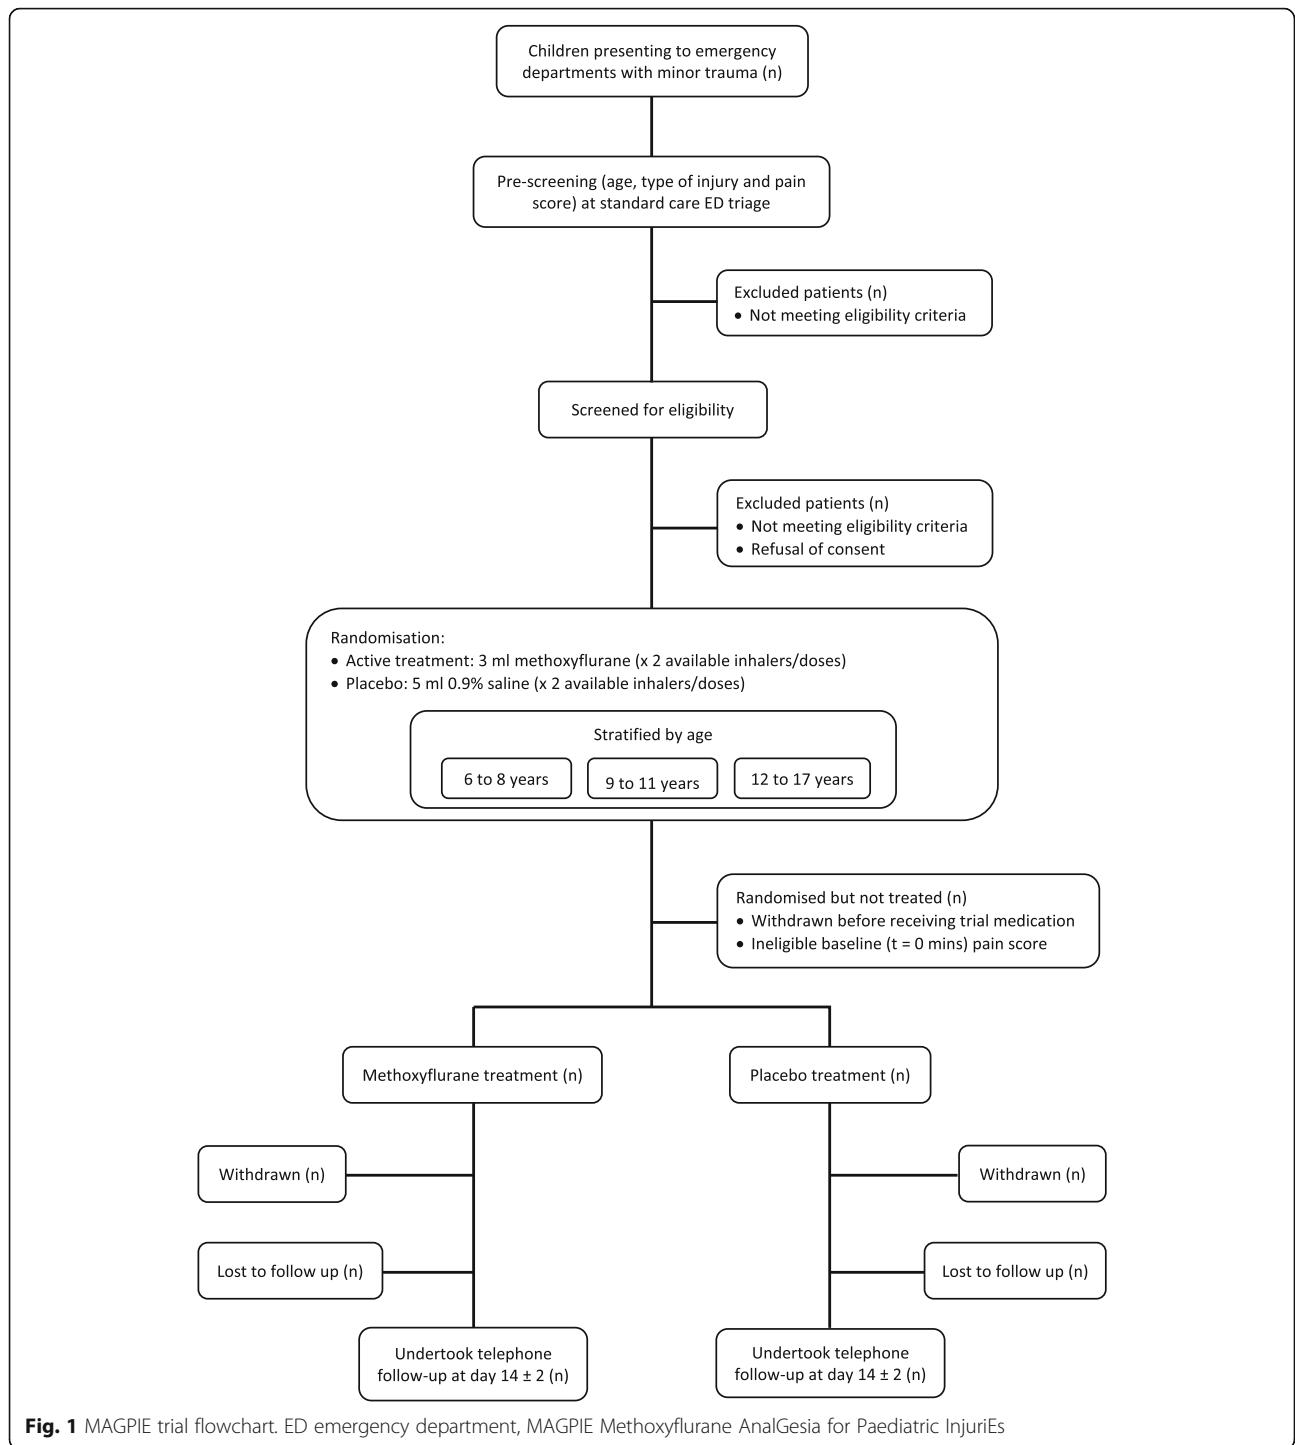 Children presenting to emergency
departments with minor trauma (n)
Pre-screening (age, type of injury and pain
score) at standard care ED triage
Excluded patients (n)
• Not meeting eligibility criteria
Screened for eligibility
Excluded patients (n)
• Not meeting eligibility criteria
• Refusal of consent
Randomisation:
• Active treatment: 3 ml methoxyflurane (x 2 available inhalers/doses)
• Placebo: 5 ml 0.9% saline (x 2 available inhalers/doses)
Stratified by age
6 to 8 years
9 to 11 years
12 to 17 years
Randomised but not treated (n)
• Withdrawn before receiving trial medication
• Ineligible baseline (t = 0 mins) pain score
Methoxyflurane treatment (n)
Placebo treatment (n)
Withdrawn (n)
Withdrawn (n)
Lost to follow up (n)
Lost to follow up (n)
Undertook telephone
follow-up at day 14 ± 2 (n)
Undertook telephone
follow-up at day 14 ± 2 (n)
Fig. 1 MAGPIE trial flowchart. ED emergency department, MAGPIE Methoxyflurane AnalGesia for Paediatric InjuriEs